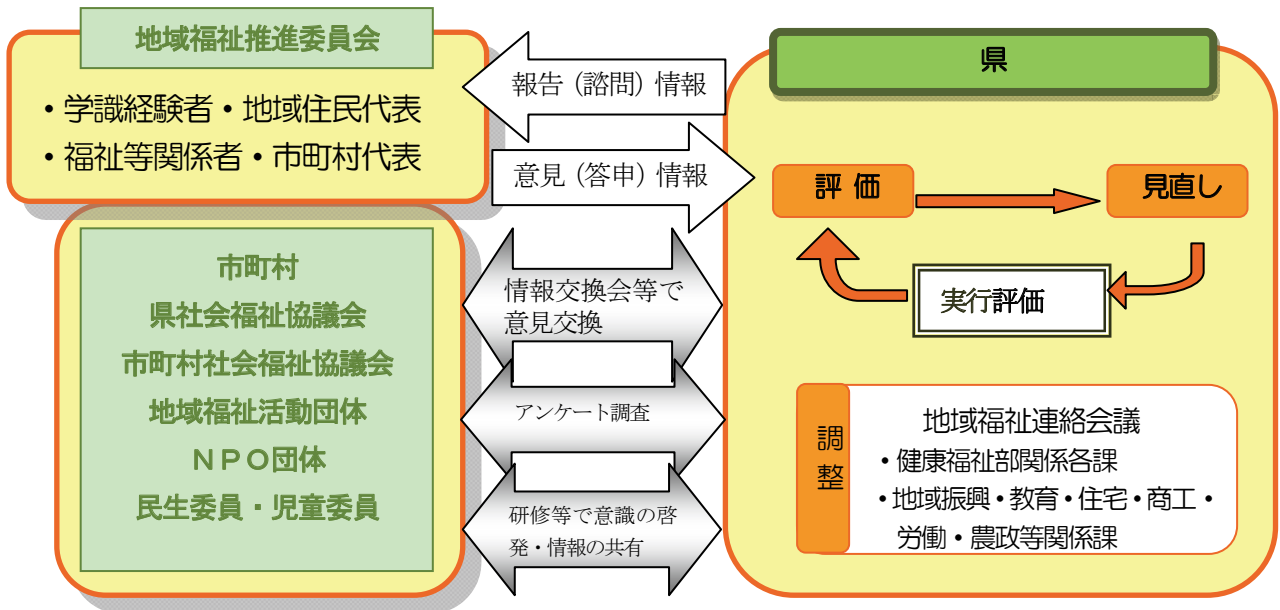 地域福祉推進委員会
・学識経験者・地域住民代表
・福祉等関係者・市町村代表
報告(諮問)情報
意見(答申)情報
市町村
県社会福祉協議会
市町村社会福祉協議会
地域福祉活動団体
NPO団体
民生委員・児童委員
情報交換会等で
意見交換
アンケート調査
研修等で意識の啓
発・情報の共有
県
評 価
見直し
実行評価
調
整
地域福祉連絡会議
・健康福祉部関係各課
・地域振興・教育・住宅・商工・
労働・農政等関係課